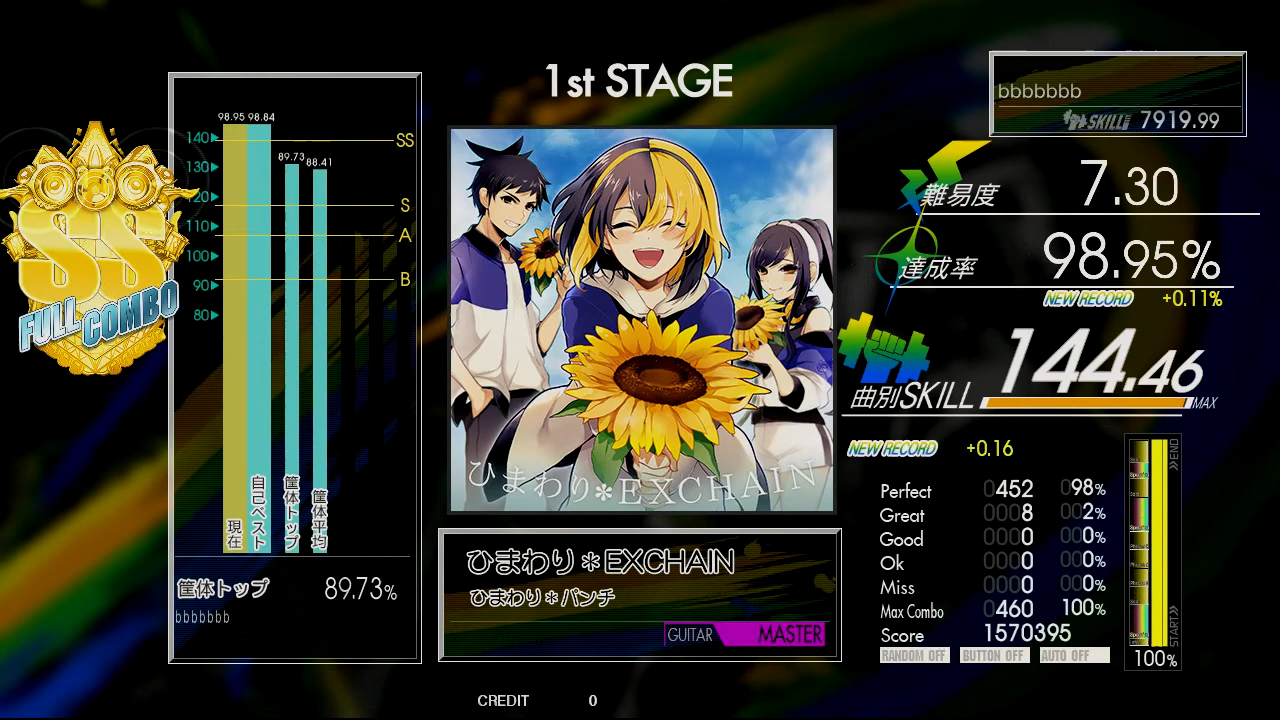 1st STAGE
bbbbbbb
SKILL 7919.99
98.95 98.84
89.73 88.41
140
130
120
110
100
90
80
SS
S
A
B
SS
FULL COMBO
現在
自己ベスト
筐体トップ
筐体平均
筐体トップ 89.73%
bbbbbbb
ひまわり*EXCHAIN
ひまわり＊EXCHAIN
ひまわり＊パンチ
GUITAR MASTER
難易度 7.30
達成率 98.95%
NEW RECORD +0.11%
曲別SKILL 144.46
MAX
NEW RECORD +0.16
Perfect 0452 098%
Great 0008 002%
Good 0000 000%
Ok 0000 000%
Miss 0000 000%
Max Combo 0460 100%
Score 1570395
RANDOM OFF BUTTON OFF AUTO OFF
END
START
100%
CREDIT 0